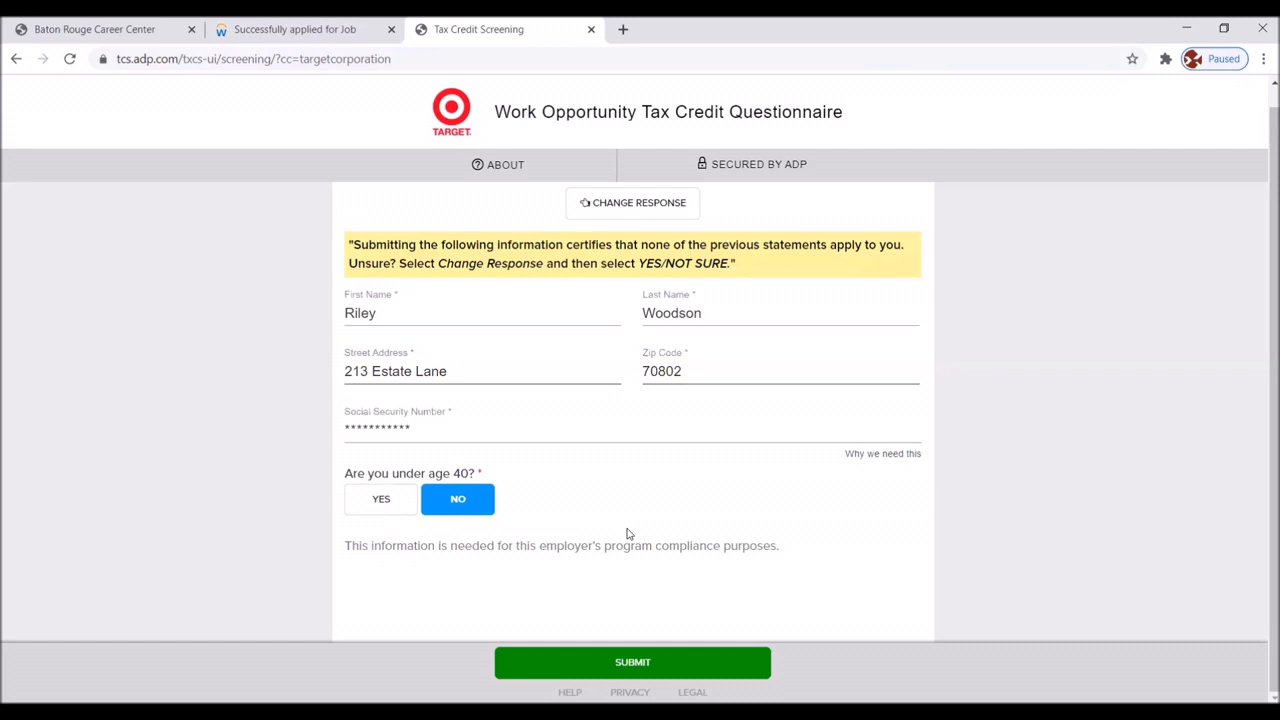 Baton Rouge Career Center
Successfully applied for Job
Tax Credit Screening
tcs.adp.com/txcs-ui/screening/?cc=targetcorporation
Paused
TARGET.
Work Opportunity Tax Credit Questionnaire
ABOUT
SECURED BY ADP
CHANGE RESPONSE
"Submitting the following information certifies that none of the previous statements apply to you.
Unsure? Select Change Response and then select YES/NOT SURE."
First Name *
Last Name *
Riley
Woodson
Street Address *
Zip Code *
213 Estate Lane
70802
Social Security Number *
***********
Why we need this
Are you under age 40? *
YES
NO
This information is needed for this employer's program compliance purposes.
SUBMIT
HELP
PRIVACY
LEGAL